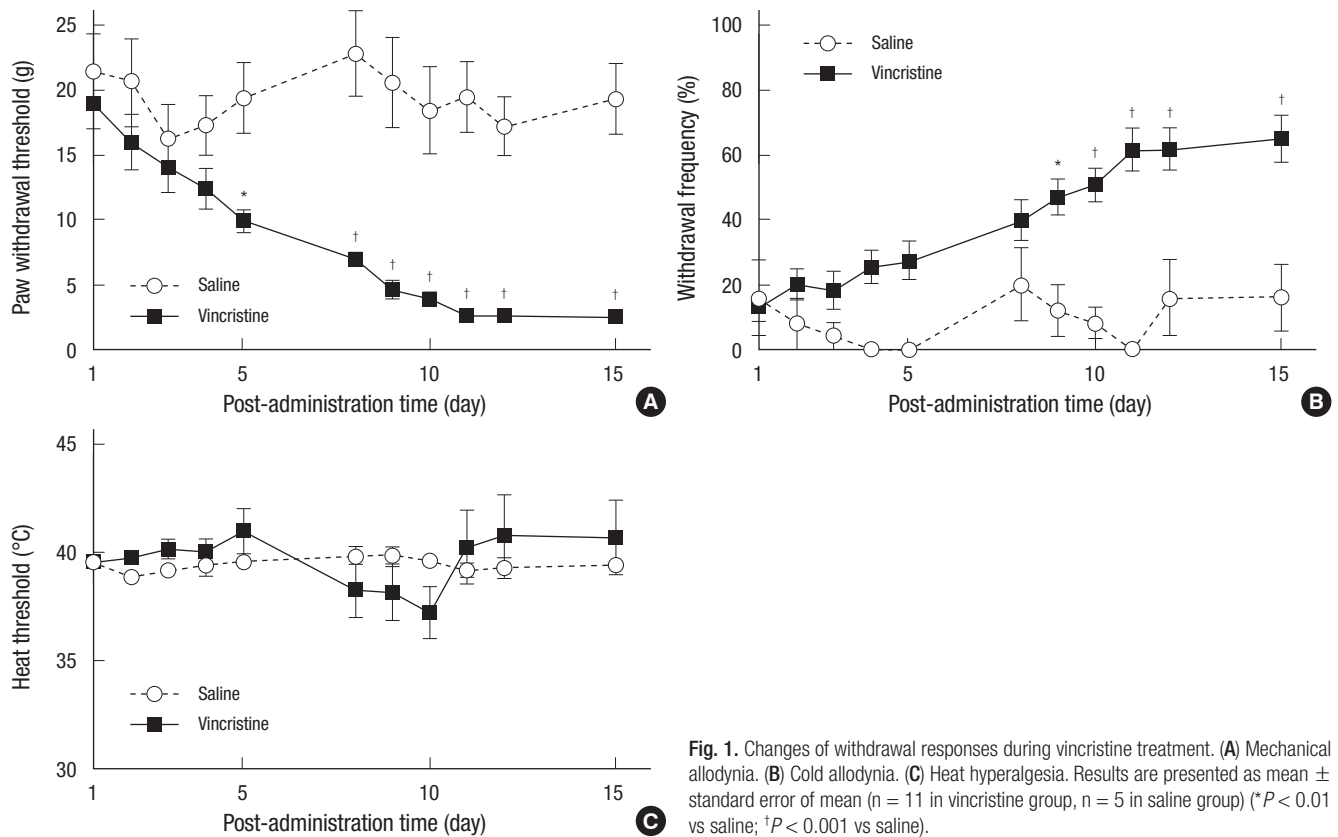 25
20
15
10
5
0
Paw withdrawal threshold (g)
*
†
†
†
†
†
†
Saline
Vincristine
1
5
10
15
Post-administration time (day)
A
100
80
60
40
20
0
Withdrawal frequency (%)
Saline
Vincristine
*
†
†
†
†
1
5
10
15
Post-administration time (day)
B
45
40
35
30
Heat threshold (°C)
Saline
Vincristine
1
5
10
15
Post-administration time (day)
C
Fig. 1. Changes of withdrawal responses during vincristine treatment. (A) Mechanical
allodynia. (B) Cold allodynia. (C) Heat hyperalgesia. Results are presented as mean ±
standard error of mean (n = 11 in vincristine group, n = 5 in saline group) (*P < 0.01
vs saline; †P < 0.001 vs saline).